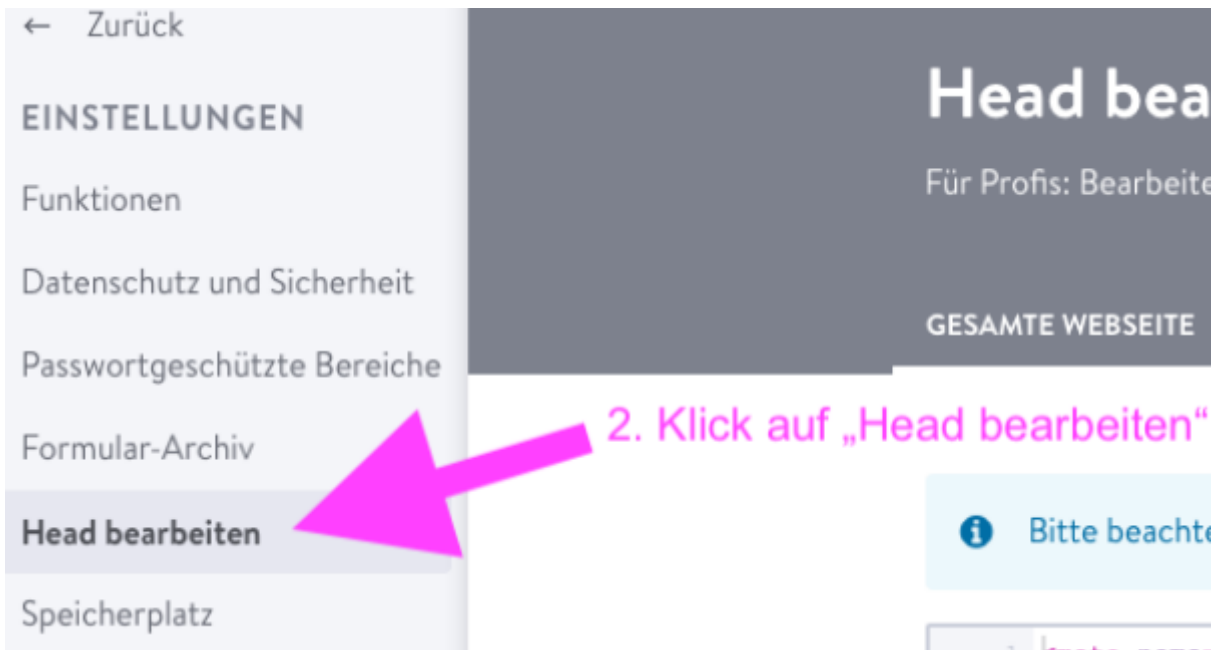 ← Zurück
EINSTELLUNGEN
Funktionen
Datenschutz und Sicherheit
Passwortgeschützte Bereiche
Formular-Archiv
Head bearbeiten
Speicherplatz
Head bea
Für Profis: Bearbeite
GESAMTE WEBSEITE
2. Klick auf „Head bearbeiten“
Bitte beachte